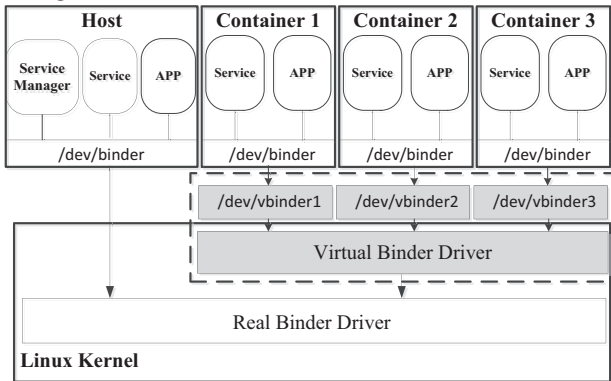 Host Container 1 Container 2 Container 3
Service Manager Service APP Service APP Service APP Service APP
/dev/binder /dev/binder /dev/binder /dev/binder
/dev/vbinder1 /dev/vbinder2 /dev/vbinder3
Virtual Binder Driver
Real Binder Driver
Linux Kernel